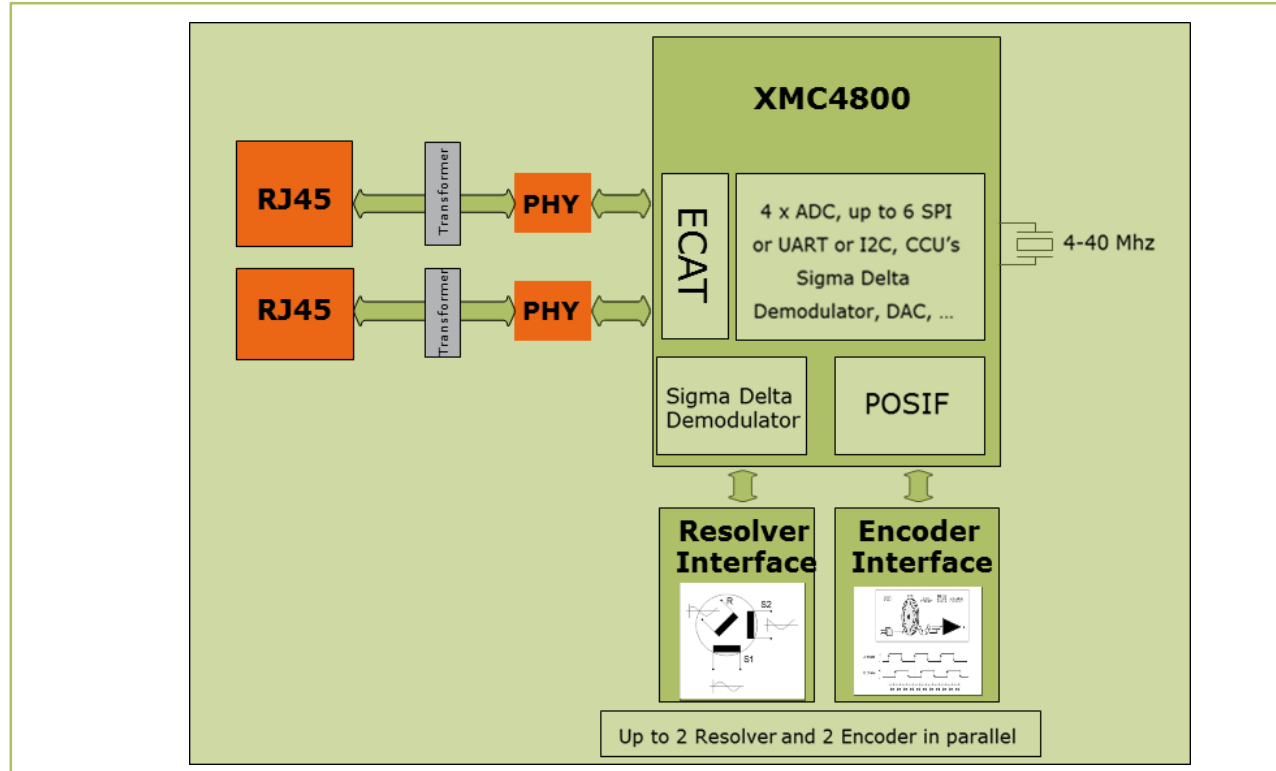 XMC4800
RJ45
Transformer
PHY
ECAT
4 x ADC, up to 6 SPI
or UART or I2C, CCU's
Sigma Delta
Demodulator, DAC, ...
4-40 Mhz
RJ45
Transformer
PHY
Sigma Delta
Demodulator
POSIF
Resolver
Interface
R
S2
S1
Encoder
Interface
Up to 2 Resolver and 2 Encoder in parallel